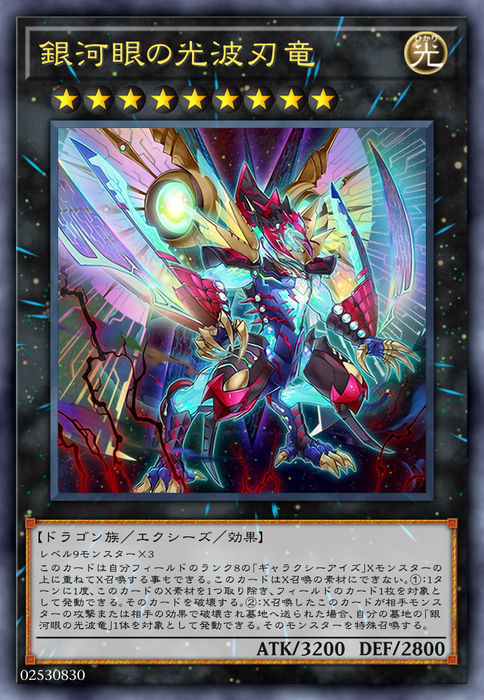 銀河眼の光波刃竜
ひかり
光
【ドラゴン族／エクシーズ／効果】
レベル9モンスター×3
このカードは自分フィールドのランク8の「ギャラクシーアイズ」Xモンスターの
上に重ねてX召喚する事もできる。このカードはX召喚の素材にできない。①:1タ
ーンに1度、このカードのX素材を1つ取り除き、フィールドのカード1枚を対象と
して発動できる。そのカードを破壊する。②:X召喚したこのカードが相手モンス
ターの攻撃または相手の効果で破壊され墓地へ送られた場合、自分の墓地の「銀
河眼の光波竜」1体を対象として発動できる。そのモンスターを特殊召喚する。
ATK/3200 DEF/2800
02530830